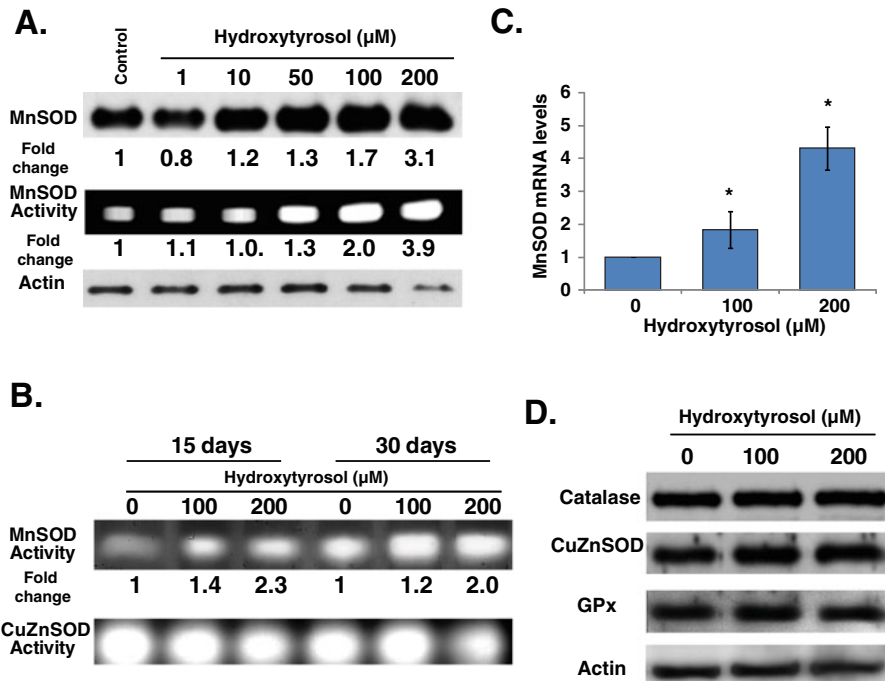 A.
Hydroxytyrosol (µM)
Control 1 10 50 100 200
MnSOD
Fold change 1 0.8 1.2 1.3 1.7 3.1
MnSOD Activity
Fold change 1 1.1 1.0. 1.3 2.0 3.9
Actin
B.
15 days 30 days
Hydroxytyrosol (µM)
0 100 200 0 100 200
MnSOD Activity
Fold change 1 1.4 2.3 1 1.2 2.0
CuZnSOD Activity
C.
MnSOD mRNA levels
6
5
4
3
2
1
0
* *
0 100 200
Hydroxytyrosol (µM)
D.
Hydroxytyrosol (µM)
0 100 200
Catalase
CuZnSOD
GPx
Actin